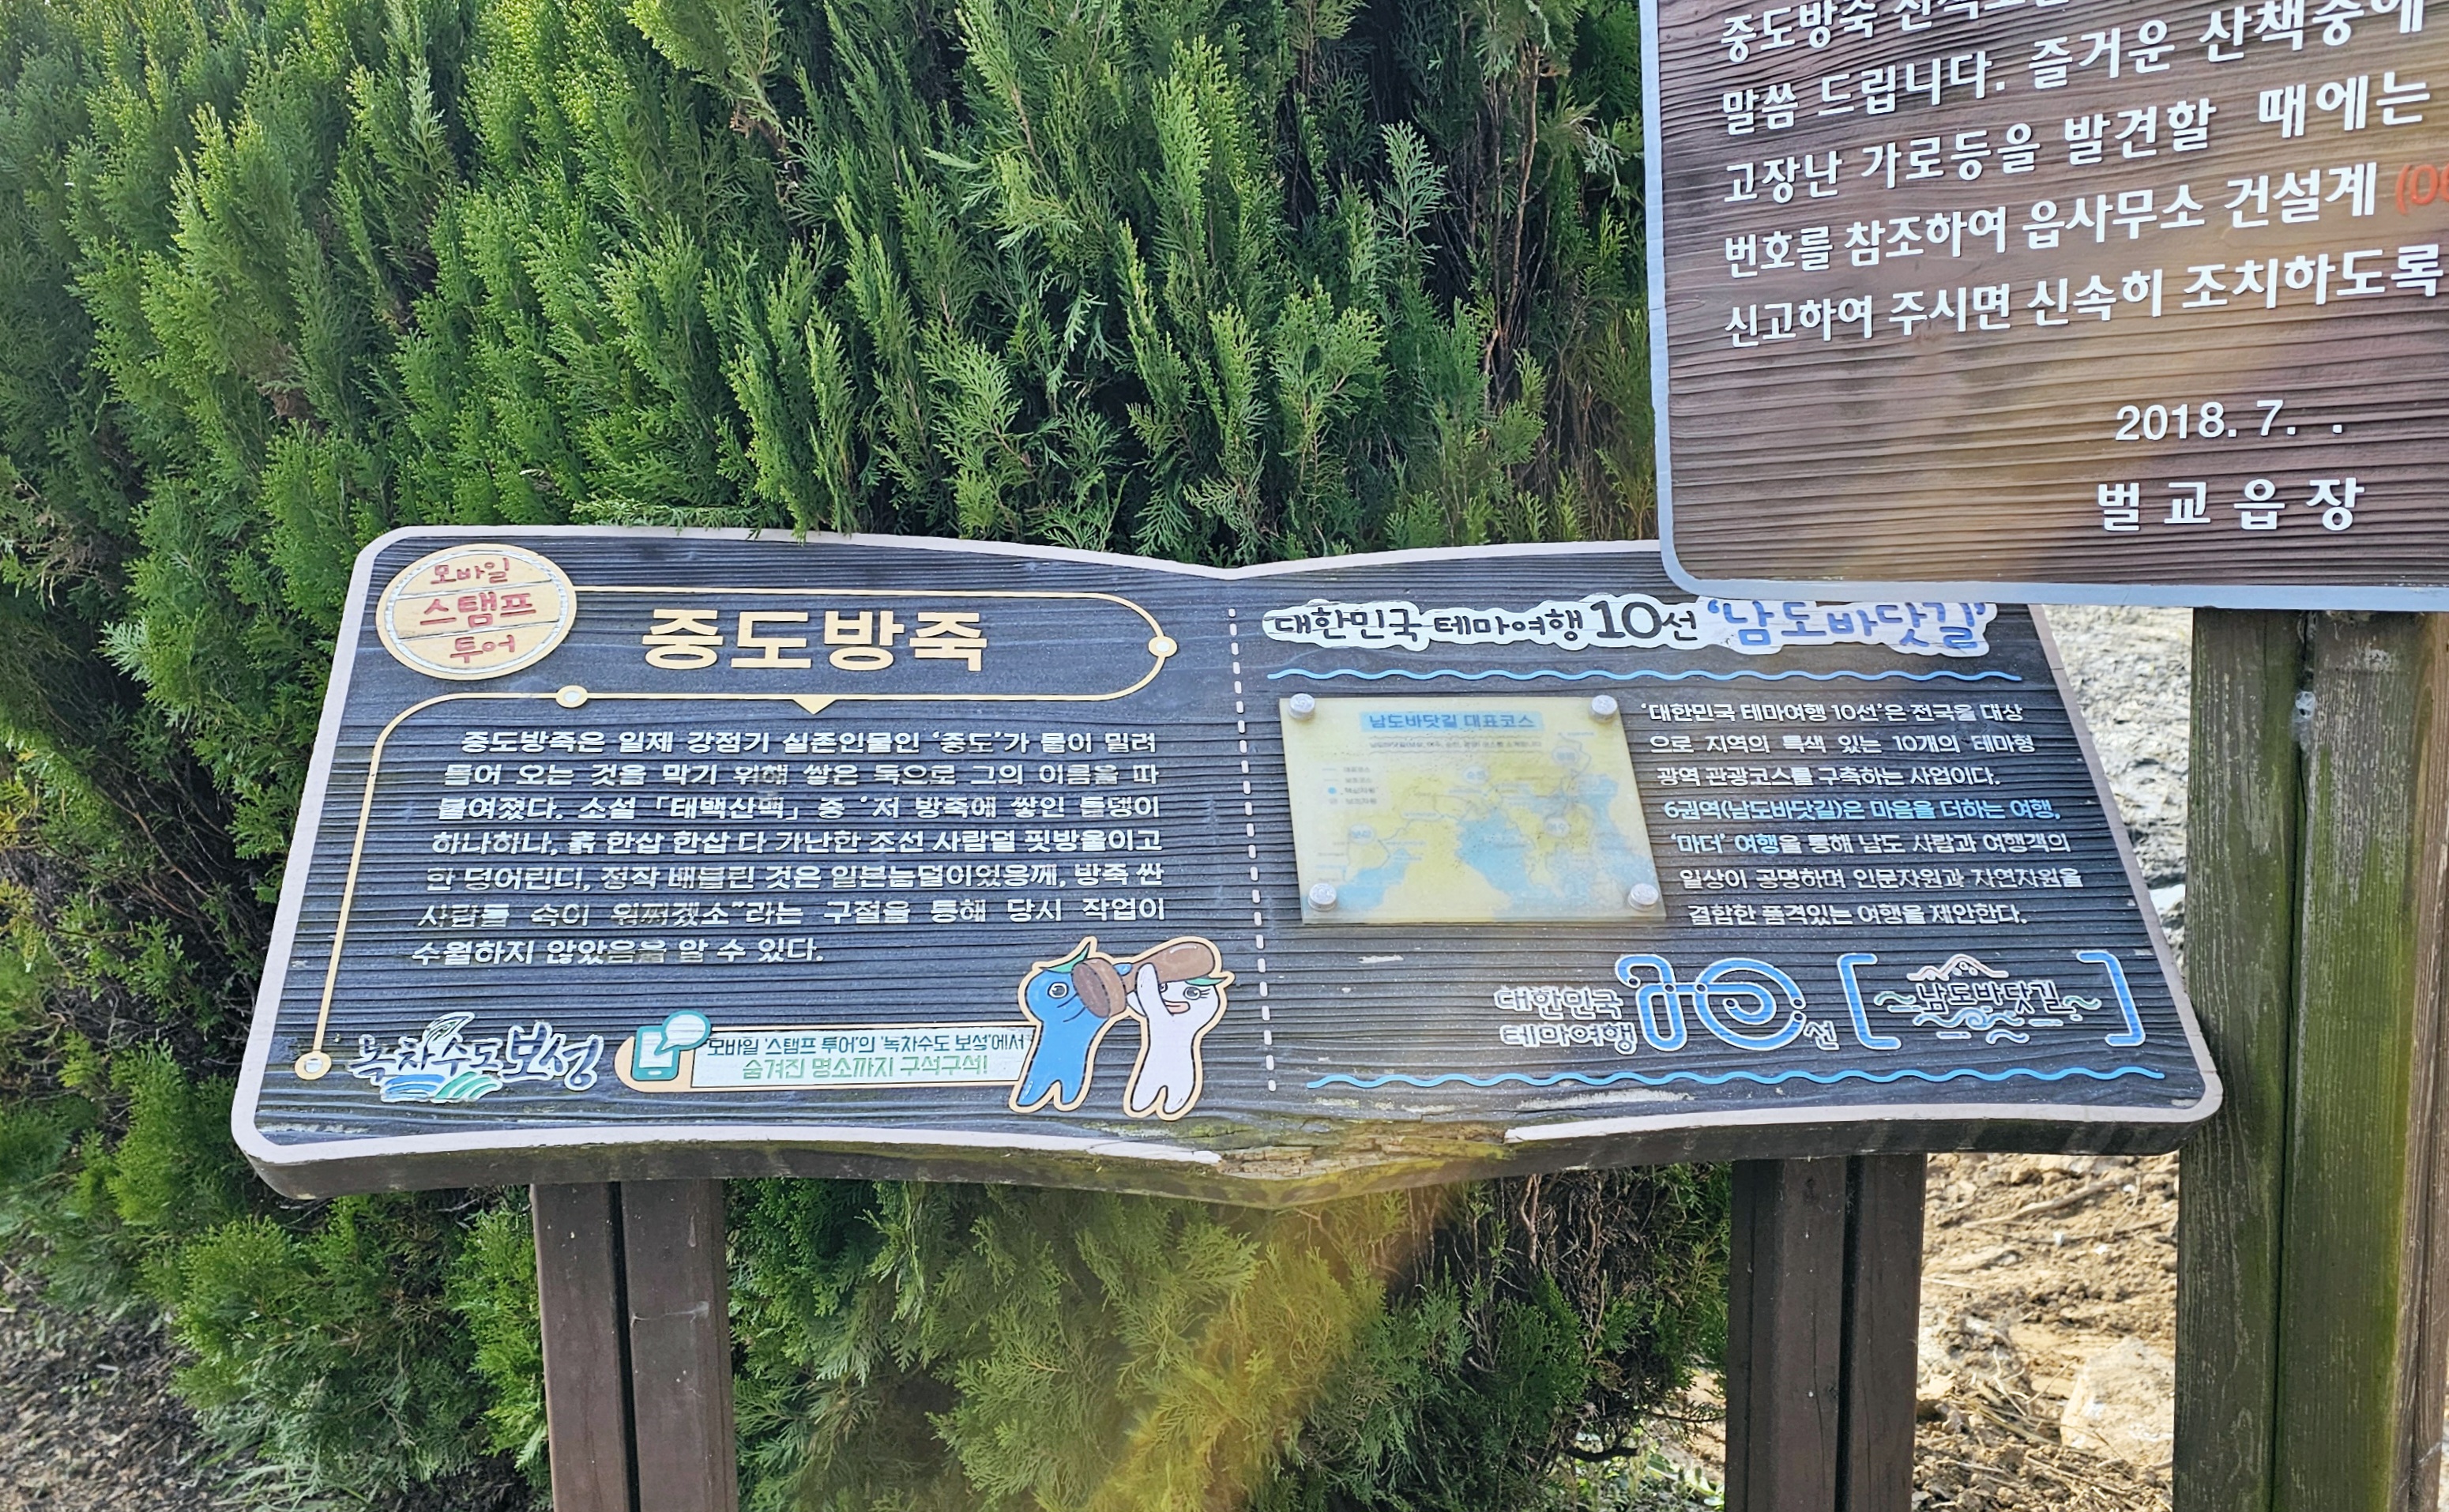 중도방죽
말씀 드립니다. 즐거운 산책중에
고장난 가로등을 발견할 때에는
번호를 참조하여 읍사무소 건설계
신고하여 주시면 신속히 조치하도록
2018. 7. .
벌교읍장
모바일
스탬프
투어
중도방죽
중도방죽은 일제 강점기 실존인물인 '중도'가 물이 밀려
들어 오는 것을 막기 위해 쌓은 둑으로 그의 이름을 따
붙여졌다. 소설 「태백산맥」 중 "저 방죽에 쌓인 돌덩이
하나하나, 흙 한삽 한삽 다 가난한 조선 사람덜 핏방울이고
한 덩어린디, 정작 배불린 것은 일본눔덜이었응께, 방죽 싼
사람들 속이 워쩌겠소"라는 구절을 통해 당시 작업이
수월하지 않았음을 알 수 있다.
녹차수도보성
모바일 '스탬프 투어'의 '녹차수도 보성'에서
숨겨진 명소까지 구석구석!
대한민국 테마여행 10선 '남도바닷길'
남도바닷길 대표코스
'대한민국 테마여행 10선'은 전국을 대상
으로 지역의 특색 있는 10개의 테마형
광역 관광코스를 구축하는 사업이다.
6권역(남도바닷길)은 마음을 더하는 여행,
'마더' 여행을 통해 남도 사람과 여행객의
일상이 공명하며 인문자원과 자연자원을
결합한 품격있는 여행을 제안한다.
대한민국
테마여행 10선 [남도바닷길]